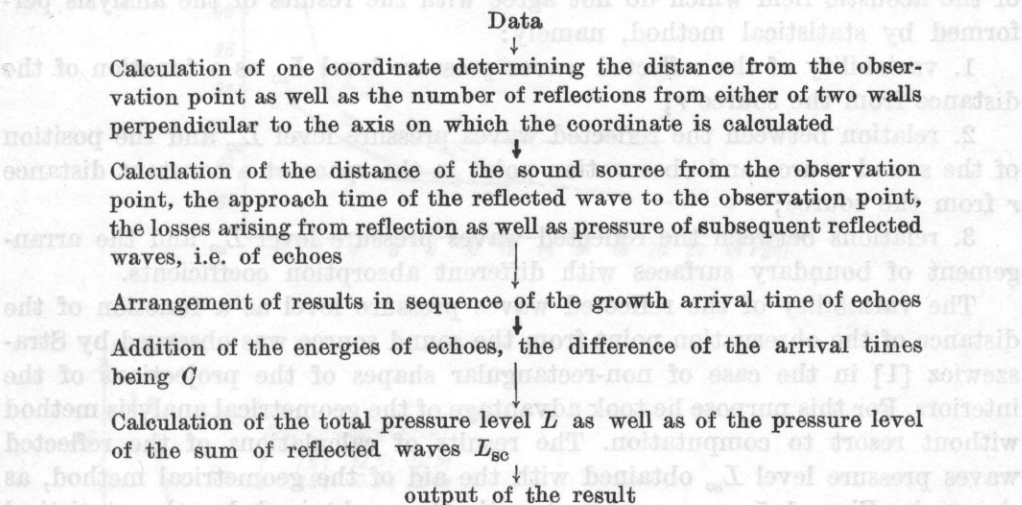 Data
Calculation of one coordinate determining the distance from the obser-
vation point as well as the number of reflections from either of two walls
perpendicular to the axis on which the coordinate is calculated
Calculation of the distance of the sound source from the observation
point, the approach time of the reflected wave to the observation point,
the losses arising from reflection as well as pressure of subsequent reflected
waves, i.e. of echoes
Arrangement of results in sequence of the growth arrival time of echoes
Addition of the energies of echoes, the difference of the arrival times
being C
Calculation of the total pressure level L as well as of the pressure level
of the sum of reflected waves Lsc
output of the result